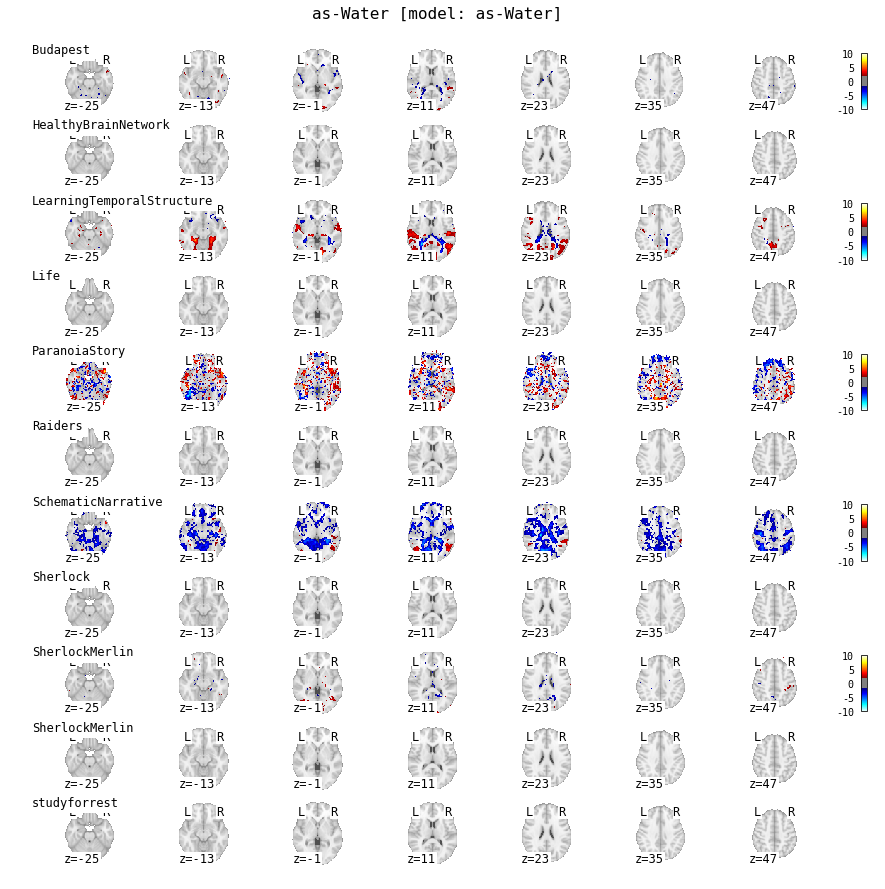 as-Water [model: as-Water]
Budapest
L R L R L R L R L R L R L R
z=-25 z=-13 z=-1 z=11 z=23 z=35 z=47
10
5
0
-5
-10
HealthyBrainNetwork
L R L R L R L R L R L R L R
z=-25 z=-13 z=-1 z=11 z=23 z=35 z=47
LearningTemporalStructure
L R L R L R L R L R L R L R
z=-25 z=-13 z=-1 z=11 z=23 z=35 z=47
10
5
0
-5
-10
Life
L R L R L R L R L R L R L R
z=-25 z=-13 z=-1 z=11 z=23 z=35 z=47
ParanoiaStory
L R L R L R L R L R L R L R
z=-25 z=-13 z=-1 z=11 z=23 z=35 z=47
10
5
0
-5
-10
Raiders
L R L R L R L R L R L R L R
z=-25 z=-13 z=-1 z=11 z=23 z=35 z=47
SchematicNarrative
L R L R L R L R L R L R L R
z=-25 z=-13 z=-1 z=11 z=23 z=35 z=47
10
5
0
-5
-10
Sherlock
L R L R L R L R L R L R L R
z=-25 z=-13 z=-1 z=11 z=23 z=35 z=47
SherlockMerlin
L R L R L R L R L R L R L R
z=-25 z=-13 z=-1 z=11 z=23 z=35 z=47
10
5
0
-5
-10
SherlockMerlin
L R L R L R L R L R L R L R
z=-25 z=-13 z=-1 z=11 z=23 z=35 z=47
studyforrest
L R L R L R L R L R L R L R
z=-25 z=-13 z=-1 z=11 z=23 z=35 z=47